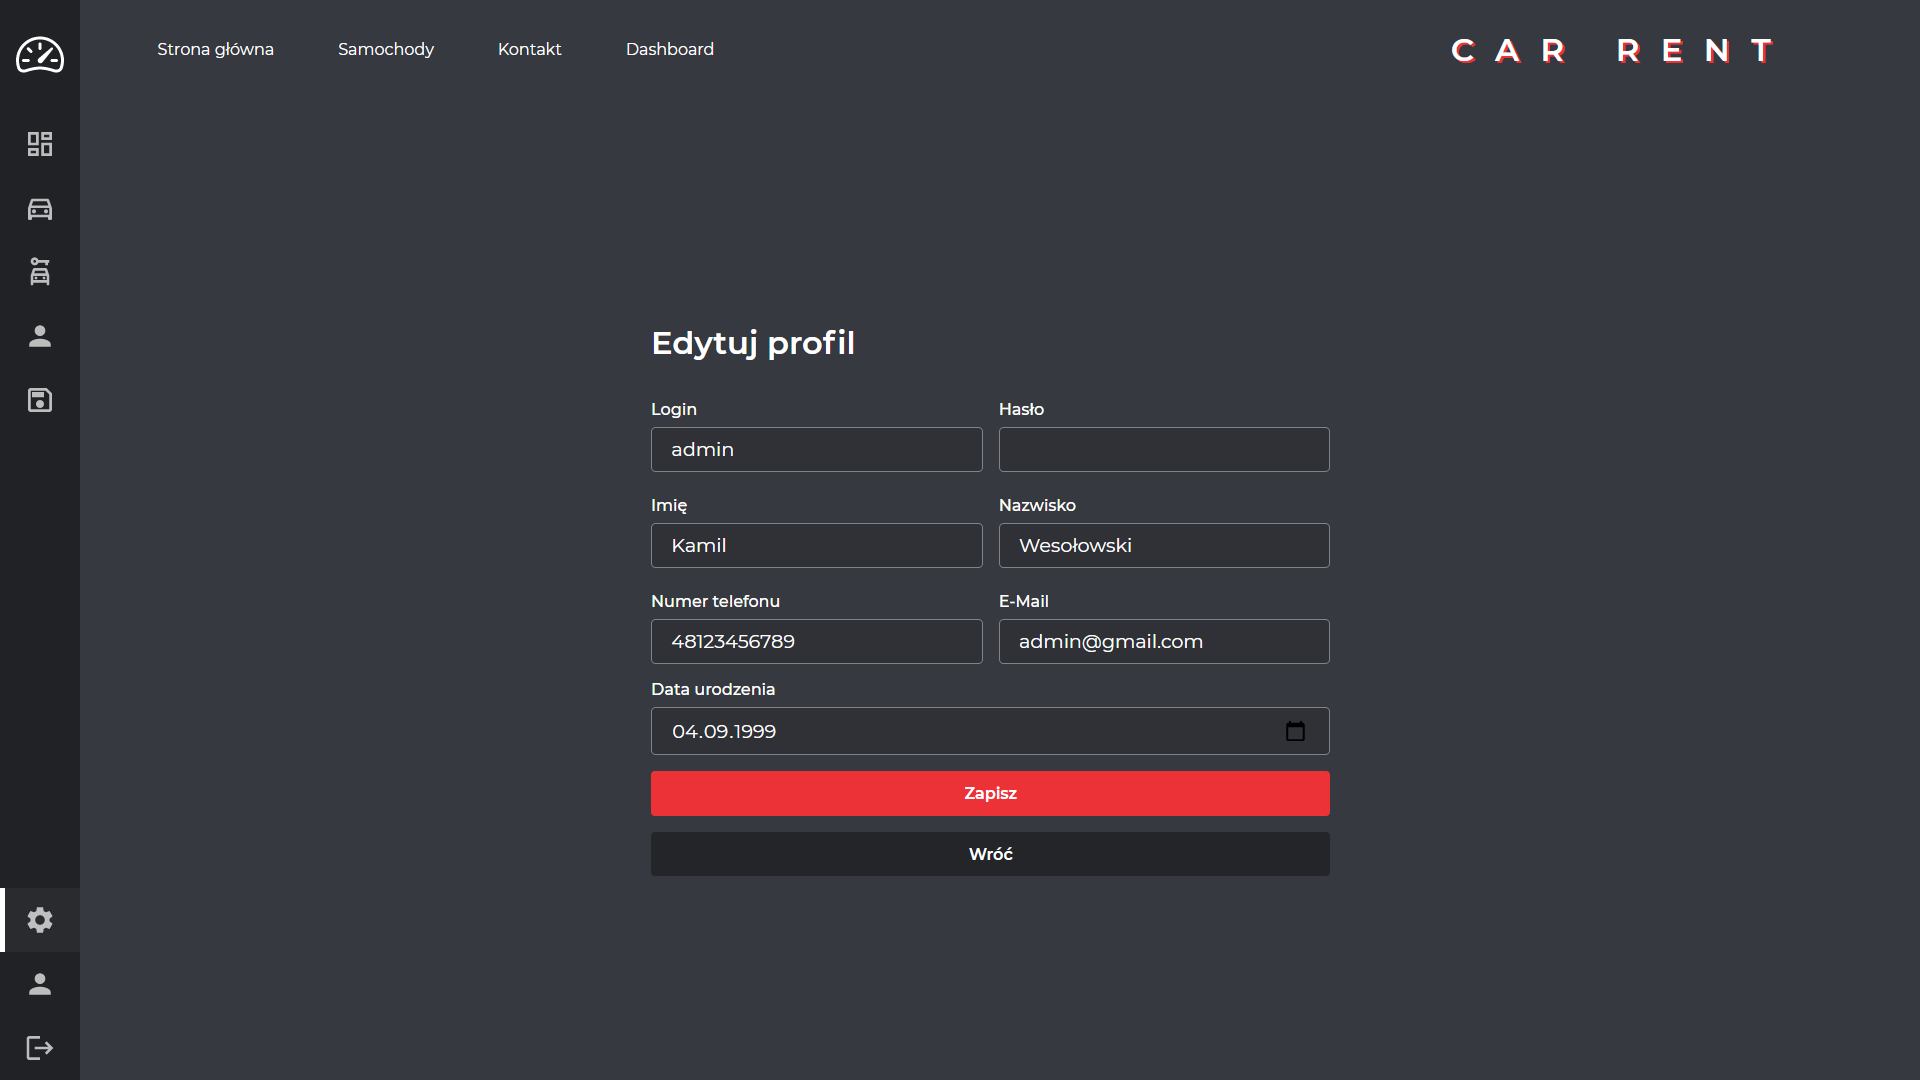 Strona główna Samochody Kontakt Dashboard CAR RENT
Edytuj profil
Login Hasło
admin
Imię Nazwisko
Kamil Wesołowski
Numer telefonu E-Mail
48123456789 admin@gmail.com
Data urodzenia
04.09.1999
Zapisz
Wróć